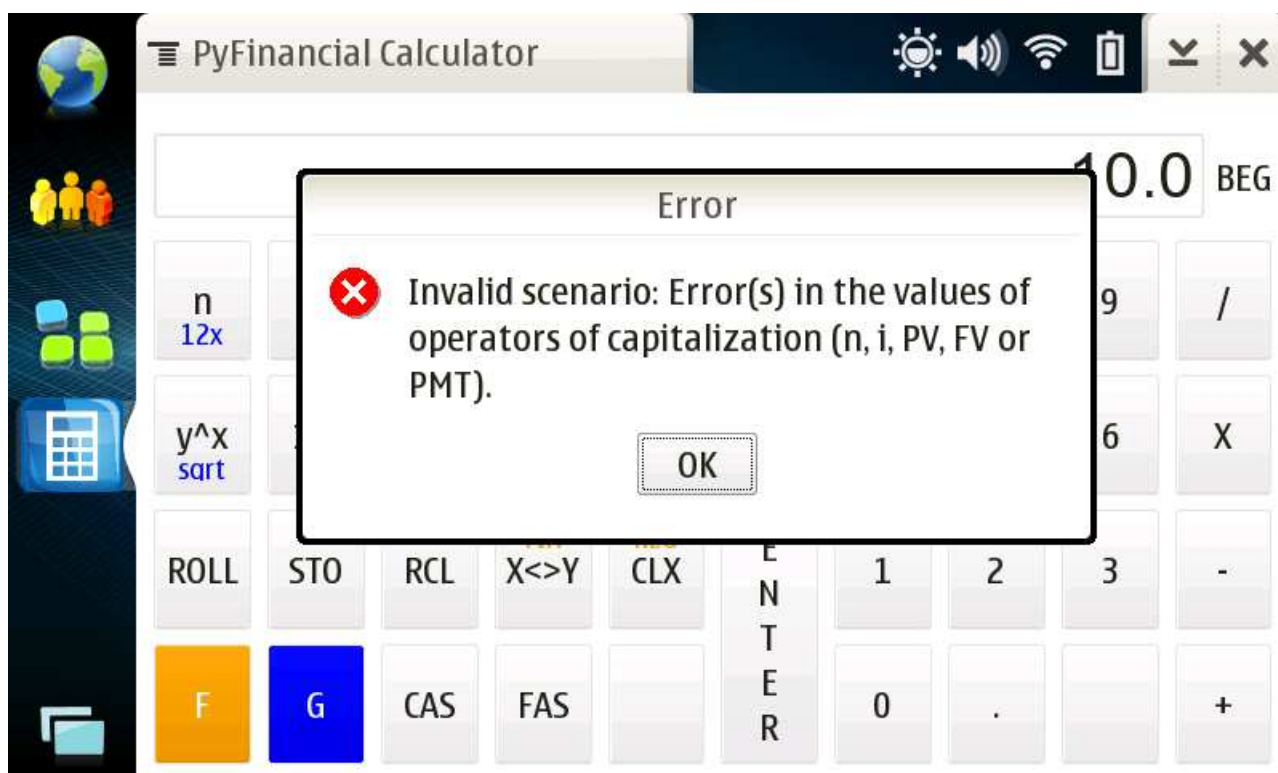 PyFinancial Calculator
10.0 BEG
Error
Invalid scenario: Error(s) in the values of
operators of capitalization (n, i, PV, FV or
PMT).
OK
n 9 /
12x
y^x 6 X
sqrt
ROLL STO RCL X<>Y CLX ENTER 1 2 3 -
F G CAS FAS 0 . +